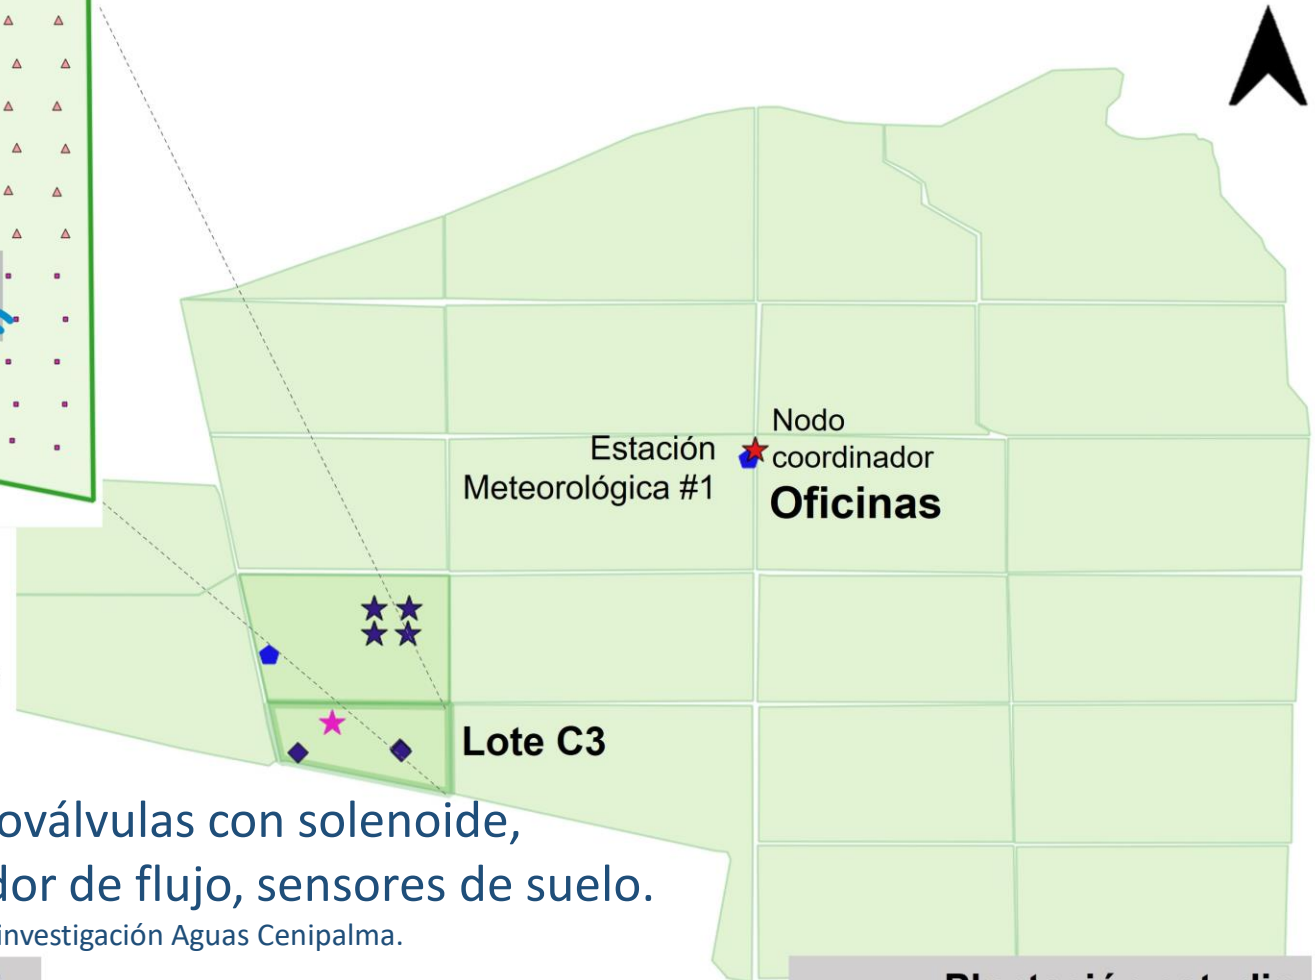 Nodo
coordinador
Estación
Meteorológica #1
Oficinas
Lote C3
oválvulas con solenoide,
dor de flujo, sensores de suelo.
investigación Aguas Cenipalma.